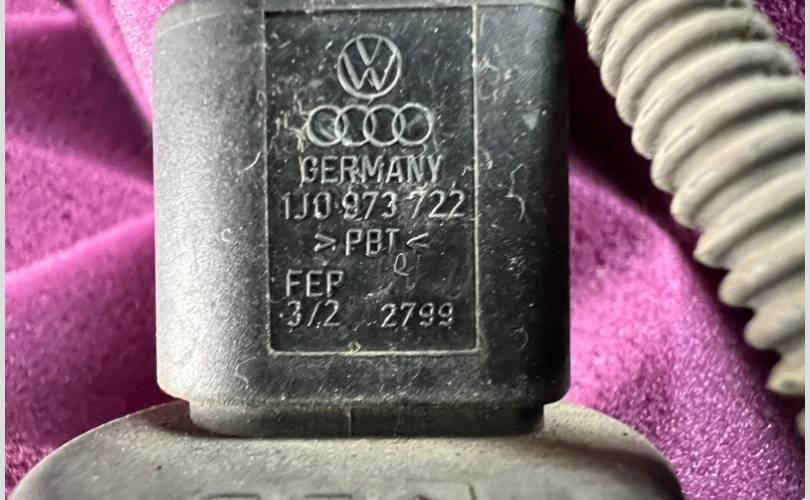 GERMANY
1J0 973 722
>PBT<
FEP
3/2 2799